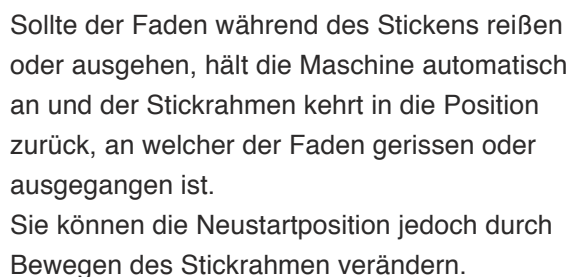 Sollte der Faden während des Stickens reißen
oder ausgehen, hält die Maschine automatisch
an und der Stickrahmen kehrt in die Position
zurück, an welcher der Faden gerissen oder
ausgegangen ist.
Sie können die Neustartposition jedoch durch
Bewegen des Stickrahmen verändern.